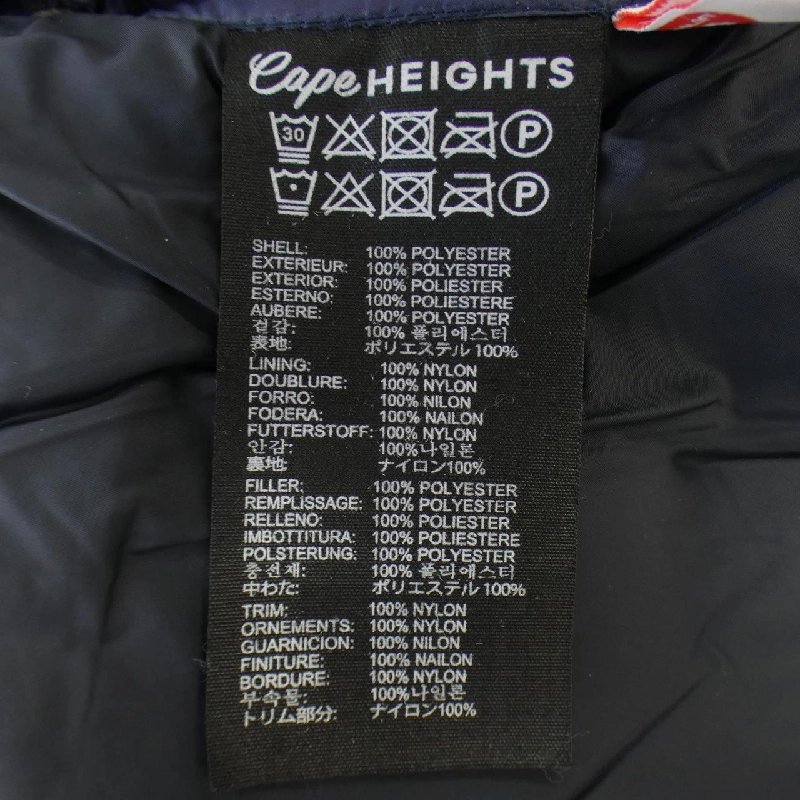 Cape HEIGHTS
30 P
P
SHELL: 100% POLYESTER
EXTERIEUR: 100% POLYESTER
EXTERIOR: 100% POLIESTER
ESTERNO: 100% POLIESTERE
AUBERE: 100% POLYESTER
겉감: 100% 폴리에스터
表地: ポリエステル 100%
LINING: 100% NYLON
DOUBLURE: 100% NYLON
FORRO: 100% NILON
FODERA: 100% NAILON
FUTTERSTOFF: 100% NYLON
안감: 100%나일론
裏地: ナイロン100%
FILLER: 100% POLYESTER
REMPLISSAGE: 100% POLYESTER
RELLENO: 100% POLIESTER
IMBOTTITURA: 100% POLIESTERE
POLSTERUNG: 100% POLYESTER
충전재: 100% 폴리에스터
中わた: ポリエステル 100%
TRIM: 100% NYLON
ORNEMENTS: 100% NYLON
GUARNICION: 100% NILON
FINITURE: 100% NAILON
BORDURE: 100% NYLON
부속물: 100%나일론
トリム部分: ナイロン100%